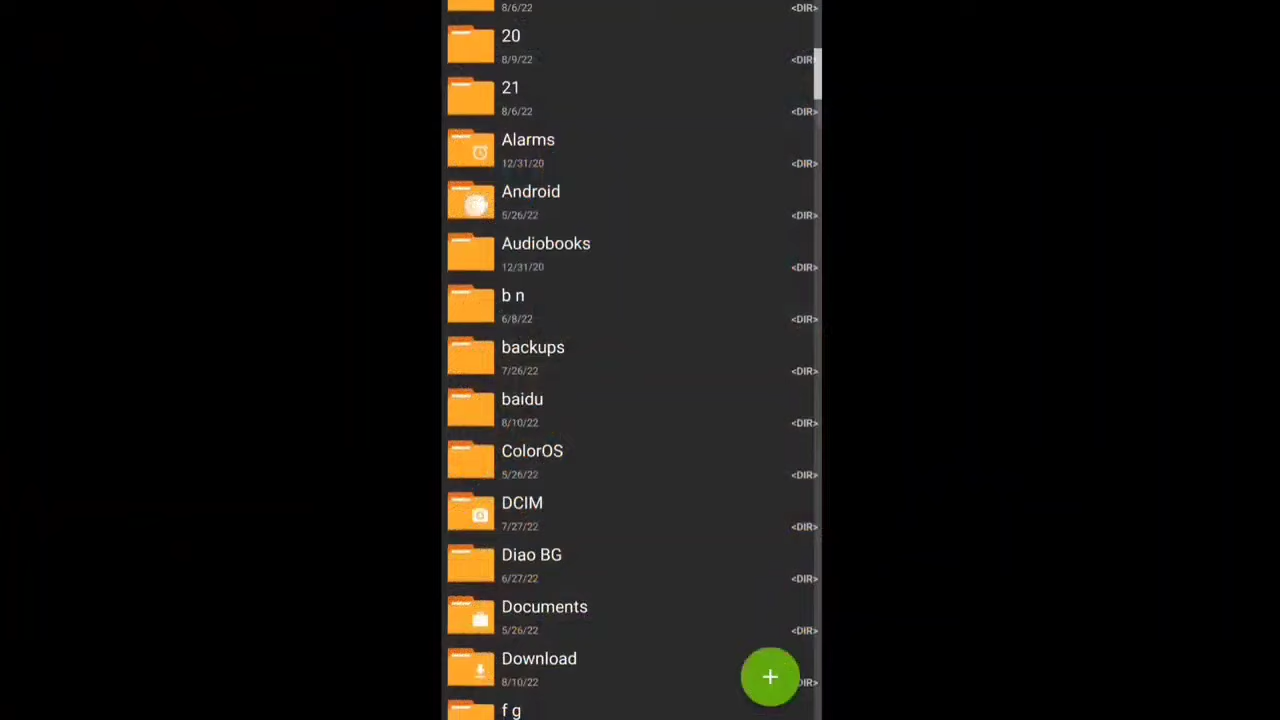 8/6/22
<DIR>
20
8/9/22
<DIR>
21
8/6/22
<DIR>
Alarms
12/31/20
<DIR>
Android
5/26/22
<DIR>
Audiobooks
12/31/20
<DIR>
b n
6/8/22
<DIR>
backups
7/26/22
<DIR>
baidu
8/10/22
<DIR>
ColorOS
5/26/22
<DIR>
DCIM
7/27/22
<DIR>
Diao BG
6/27/22
<DIR>
Documents
5/26/22
<DIR>
Download
8/10/22
DIR>
f g